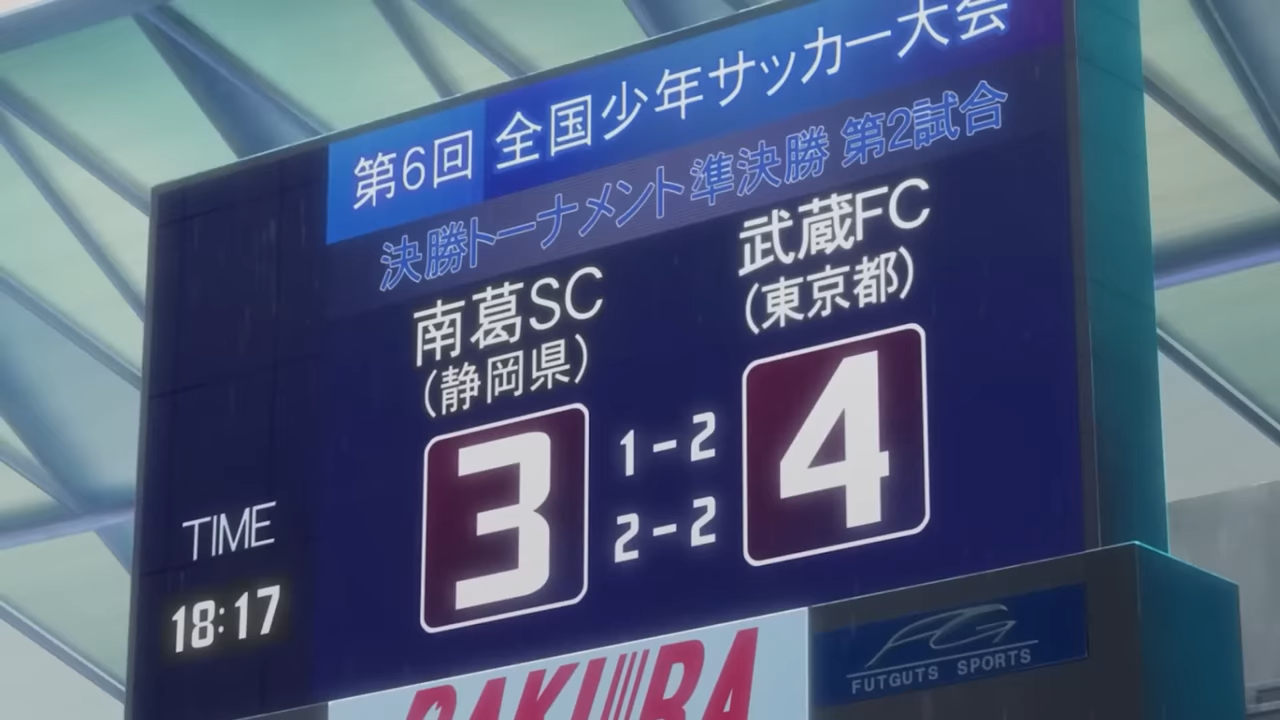 第6回 全国少年サッカー大会
決勝トーナメント準決勝 第2試合
南葛SC
(静岡県)
武蔵FC
(東京都)
3
1-2
2-2
4
TIME
18:17
FG
FUTGUTS SPORTS